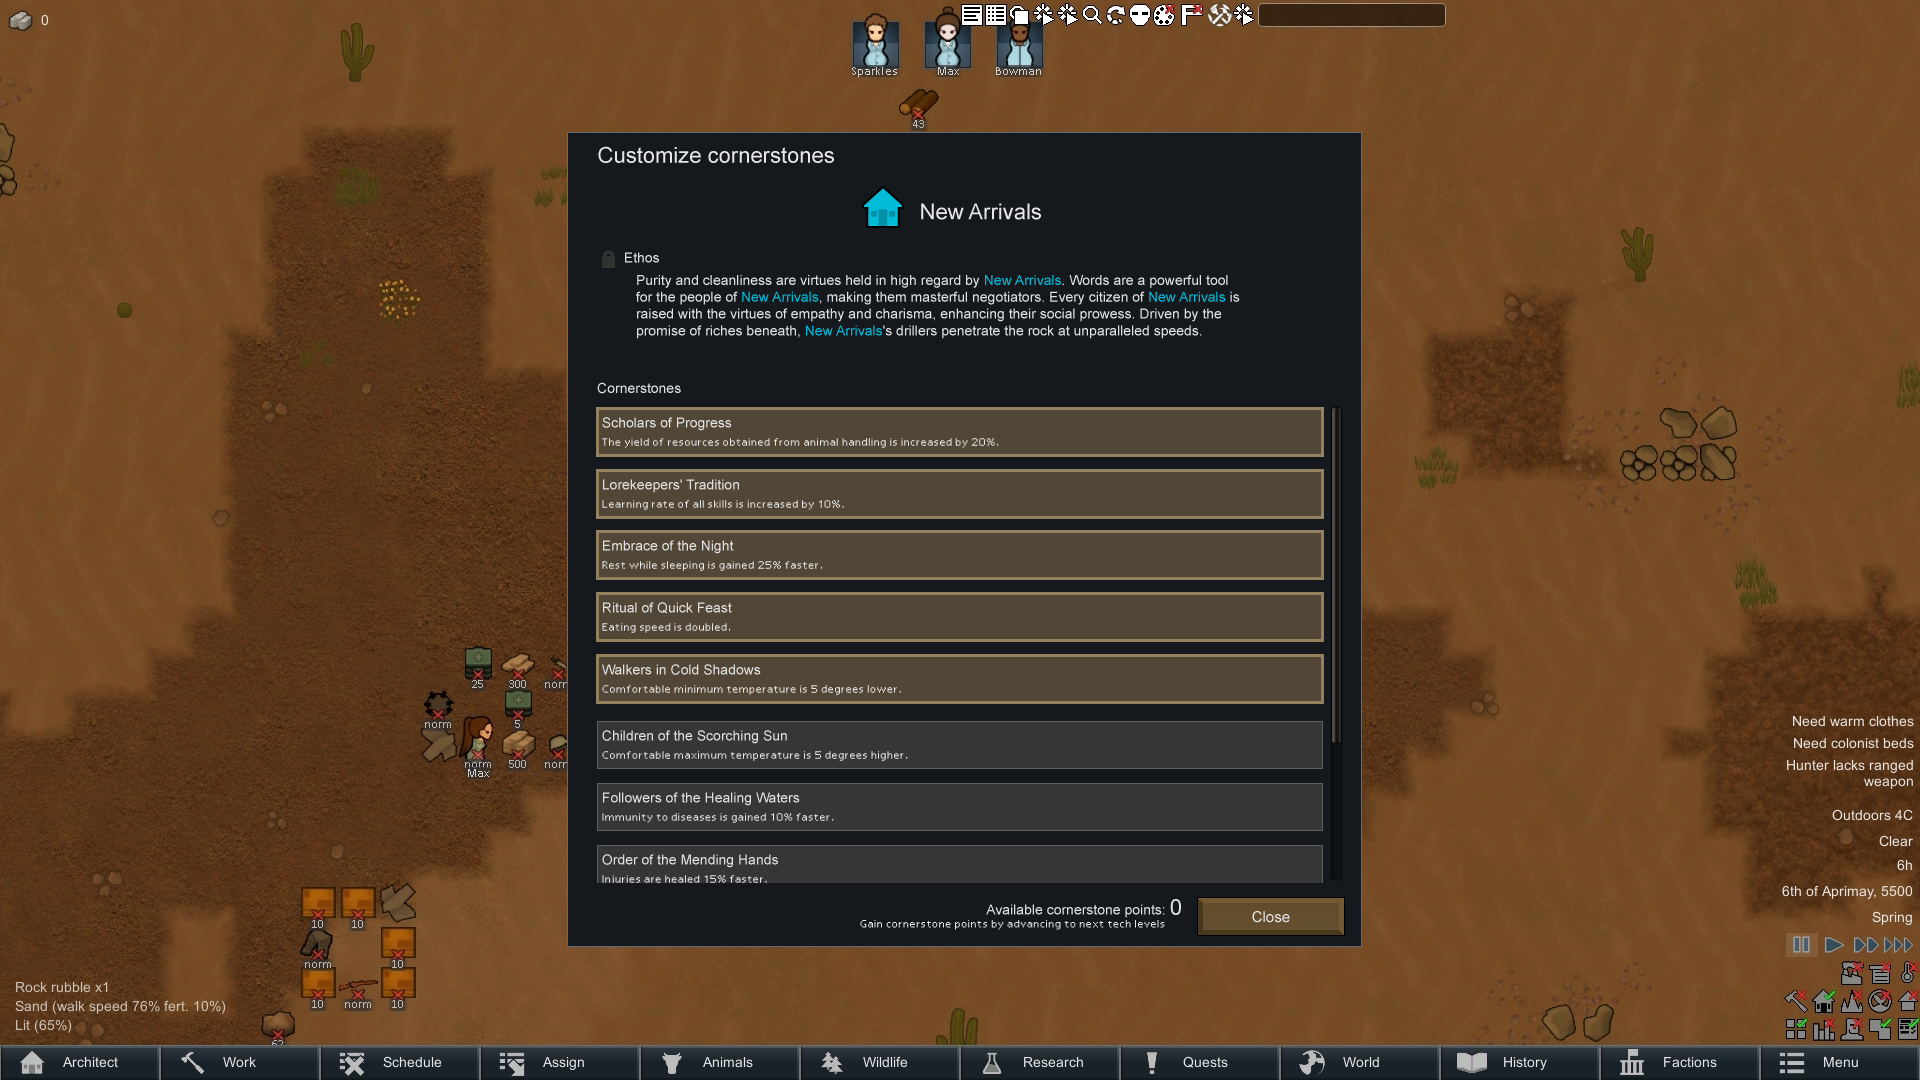 0
Sparkles
Max
Bowman
43
Customize cornerstones
New Arrivals
Ethos
Purity and cleanliness are virtues held in high regard by New Arrivals. Words are a powerful tool
for the people of New Arrivals, making them masterful negotiators. Every citizen of New Arrivals is
raised with the virtues of empathy and charisma, enhancing their social prowess. Driven by the
promise of riches beneath, New Arrivals's drillers penetrate the rock at unparalleled speeds.
Cornerstones
Scholars of Progress
The yield of resources obtained from animal handling is increased by 20%.
Lorekeepers' Tradition
Learning rate of all skills is increased by 10%.
Embrace of the Night
Rest while sleeping is gained 25% faster.
Ritual of Quick Feast
Eating speed is doubled.
Walkers in Cold Shadows
Comfortable minimum temperature is 5 degrees lower.
Children of the Scorching Sun
Comfortable maximum temperature is 5 degrees higher.
Followers of the Healing Waters
Immunity to diseases is gained 10% faster.
Order of the Mending Hands
Injuries are healed 15% faster.
Available cornerstone points: 0
Gain cornerstone points by advancing to next tech levels
Close
25
300
norm
norm
5
norm
Max
500
norm
10
10
norm
10
10
norm
10
62
Need warm clothes
Need colonist beds
Hunter lacks ranged
weapon
Outdoors 4C
Clear
6h
6th of Aprimay, 5500
Spring
Rock rubble x1
Sand (walk speed 76% fert. 10%)
Lit (65%)
Architect
Work
Schedule
Assign
Animals
Wildlife
Research
Quests
World
History
Factions
Menu